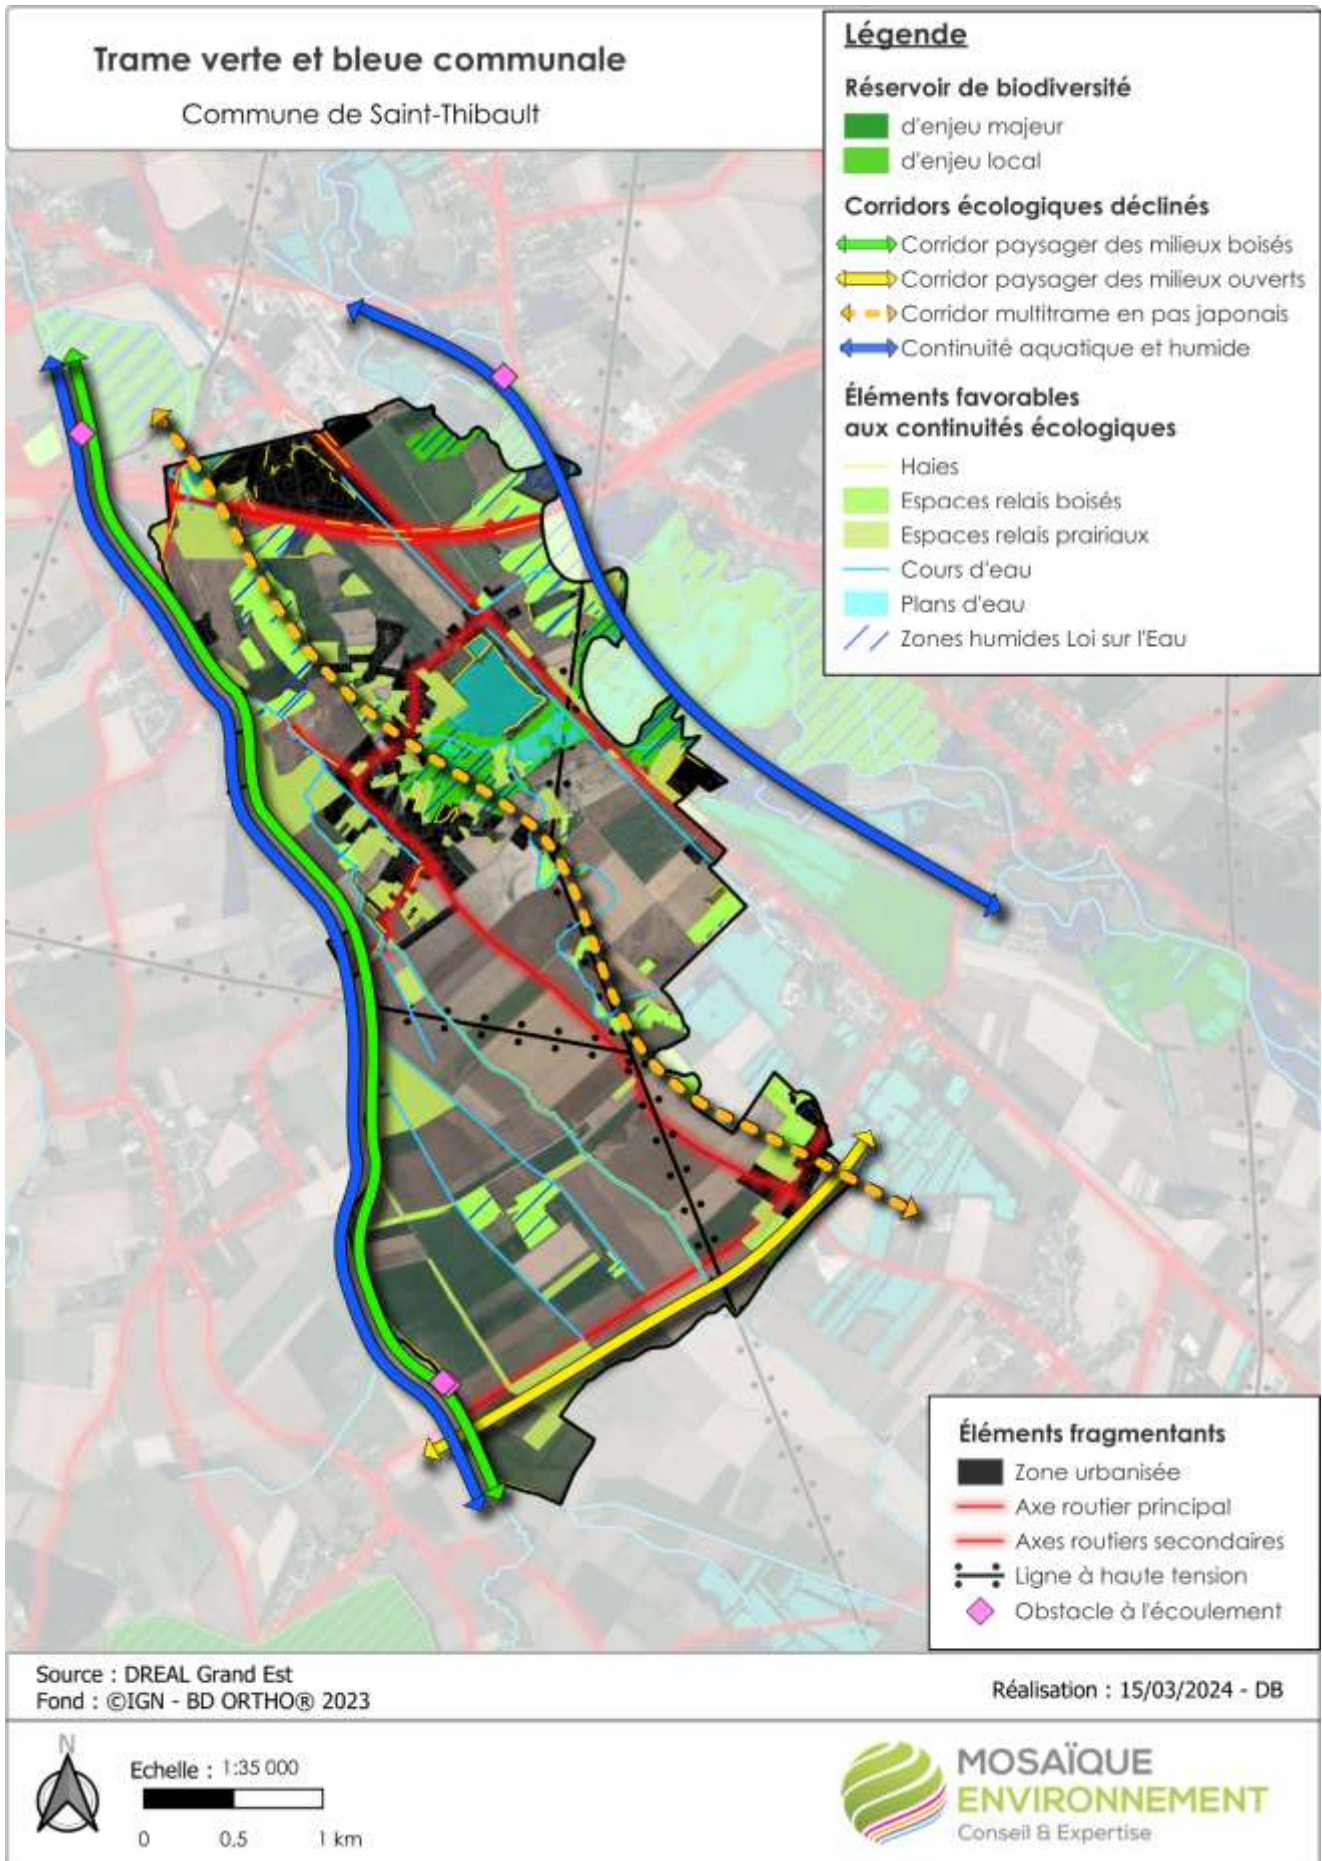 Trame verte et bleue communale
Commune de Saint-Thibault
Légende
Réservoir de biodiversité
d'enjeu majeur
d'enjeu local
Corridors écologiques déclinés
Corridor paysager des milieux boisés
Corridor paysager des milieux ouverts
Corridor multitrame en pas japonais
Continuité aquatique et humide
Éléments favorables
aux continuités écologiques
Haies
Espaces relais boisés
Espaces relais prairiaux
Cours d'eau
Plans d'eau
Zones humides Loi sur l'Eau
Éléments fragmentants
Zone urbanisée
Axe routier principal
Axes routiers secondaires
Ligne à haute tension
Obstacle à l'écoulement
Source : DREAL Grand Est
Fond : ©IGN - BD ORTHO® 2023
Réalisation : 15/03/2024 - DB
N
Echelle : 1:35 000
0 0,5 1 km
MOSAÏQUE
ENVIRONNEMENT
Conseil & Expertise